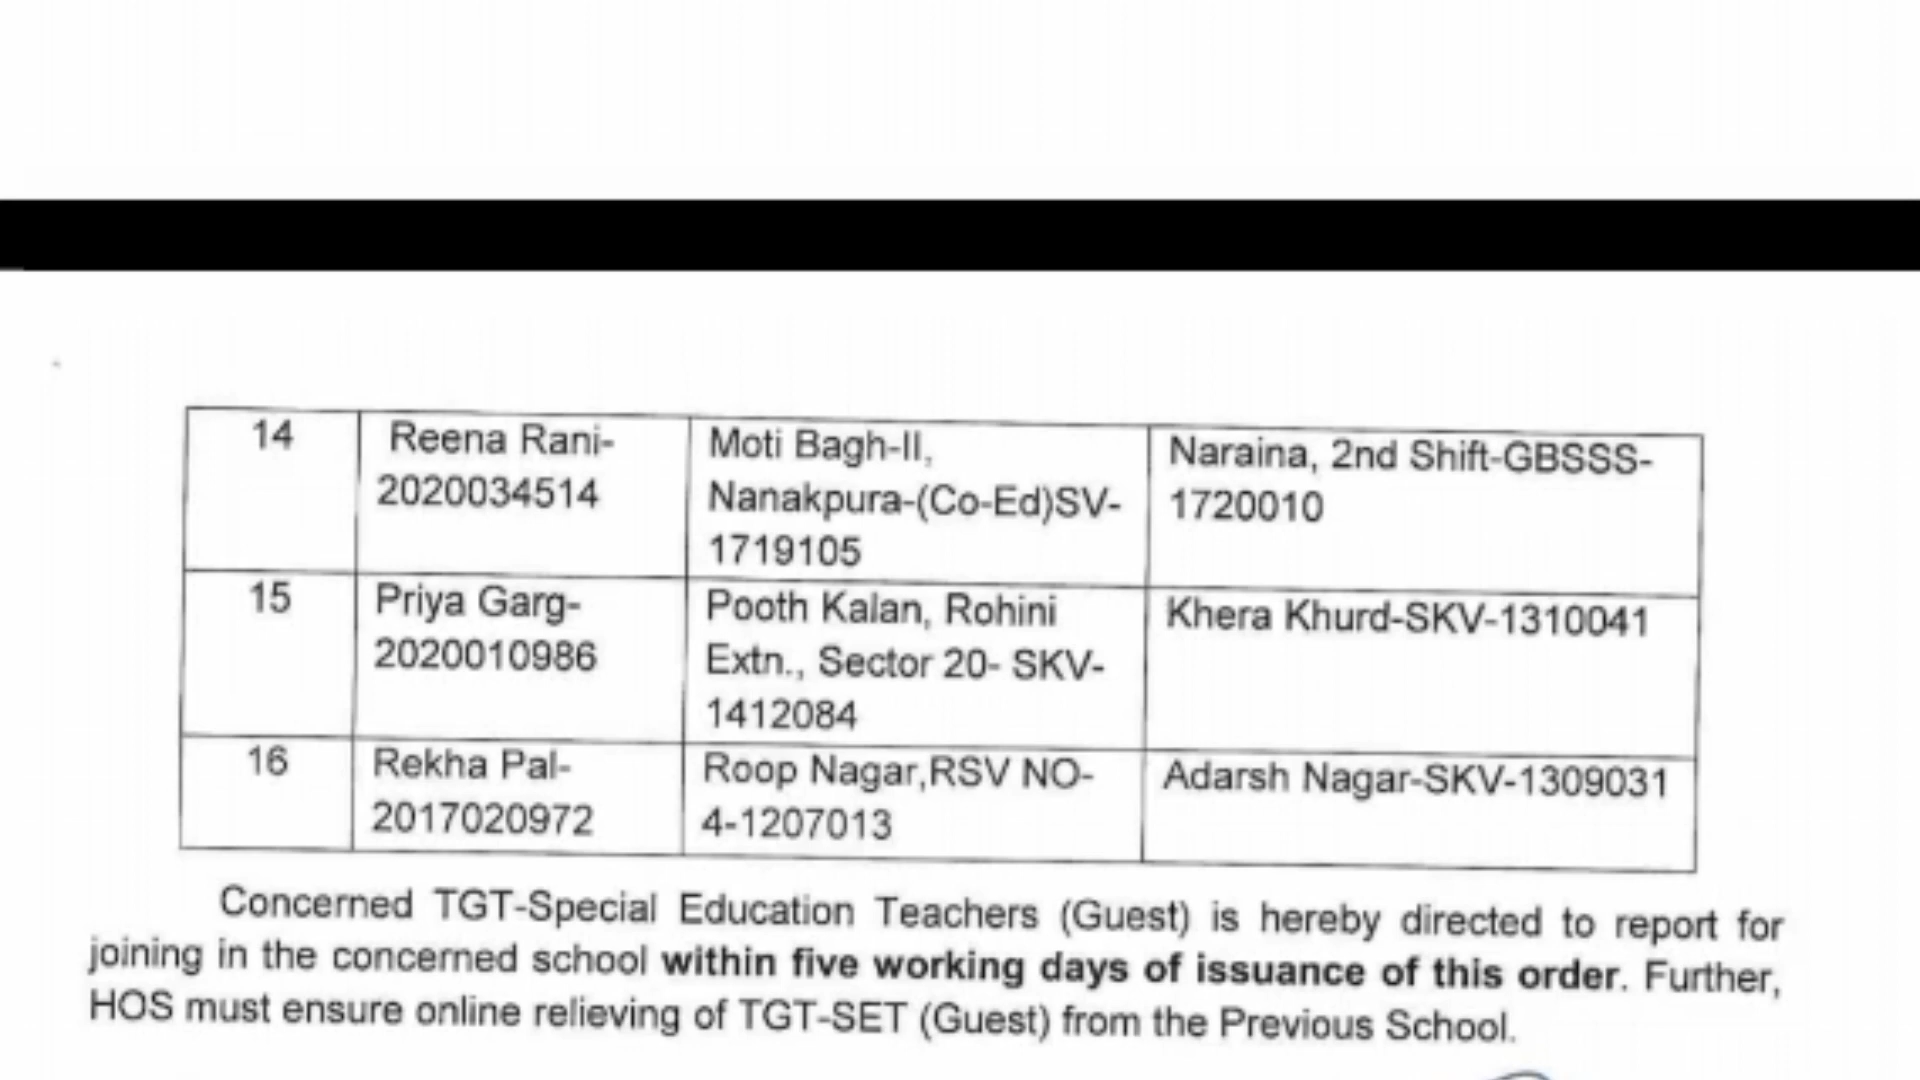 14
Reena Rani-
2020034514
Moti Bagh-II,
Nanakpura-(Co-Ed)SV-
1719105
Naraina, 2nd Shift-GBSSS-
1720010
15
Priya Garg-
2020010986
Pooth Kalan, Rohini
Extn., Sector 20- SKV-
1412084
Khera Khurd-SKV-1310041
16
Rekha Pal-
2017020972
Roop Nagar,RSV NO-
4-1207013
Adarsh Nagar-SKV-1309031
Concerned TGT-Special Education Teachers (Guest) is hereby directed to report for
joining in the concerned school within five working days of issuance of this order. Further,
HOS must ensure online relieving of TGT-SET (Guest) from the Previous School.